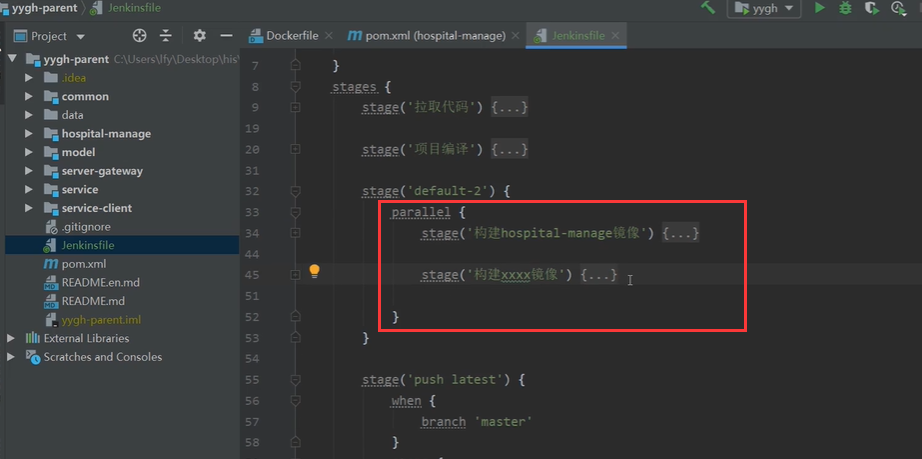 yygh-parent Jenkinsfile
yygh
Project
Dockerfile
pom.xml (hospital-manage)
Jenkinsfile
yygh-parent C:\Users\lfy\Desktop\his\
.idea
common
data
hospital-manage
model
server-gateway
service
service-client
.gitignore
Jenkinsfile
pom.xml
README.en.md
README.md
yygh-parent.iml
External Libraries
Scratches and Consoles
7 }
8 stages {
9 stage('拉取代码') {...}
19
20 stage('项目编译') {...}
31
32 stage('default-2') {
33 parallel {
34 stage('构建hospital-manage镜像') {...}
44
45 stage('构建xxxx镜像') {...}
51
52 }
53 }
54
55 stage('push latest') {
56 when {
57 branch 'master'
58 }